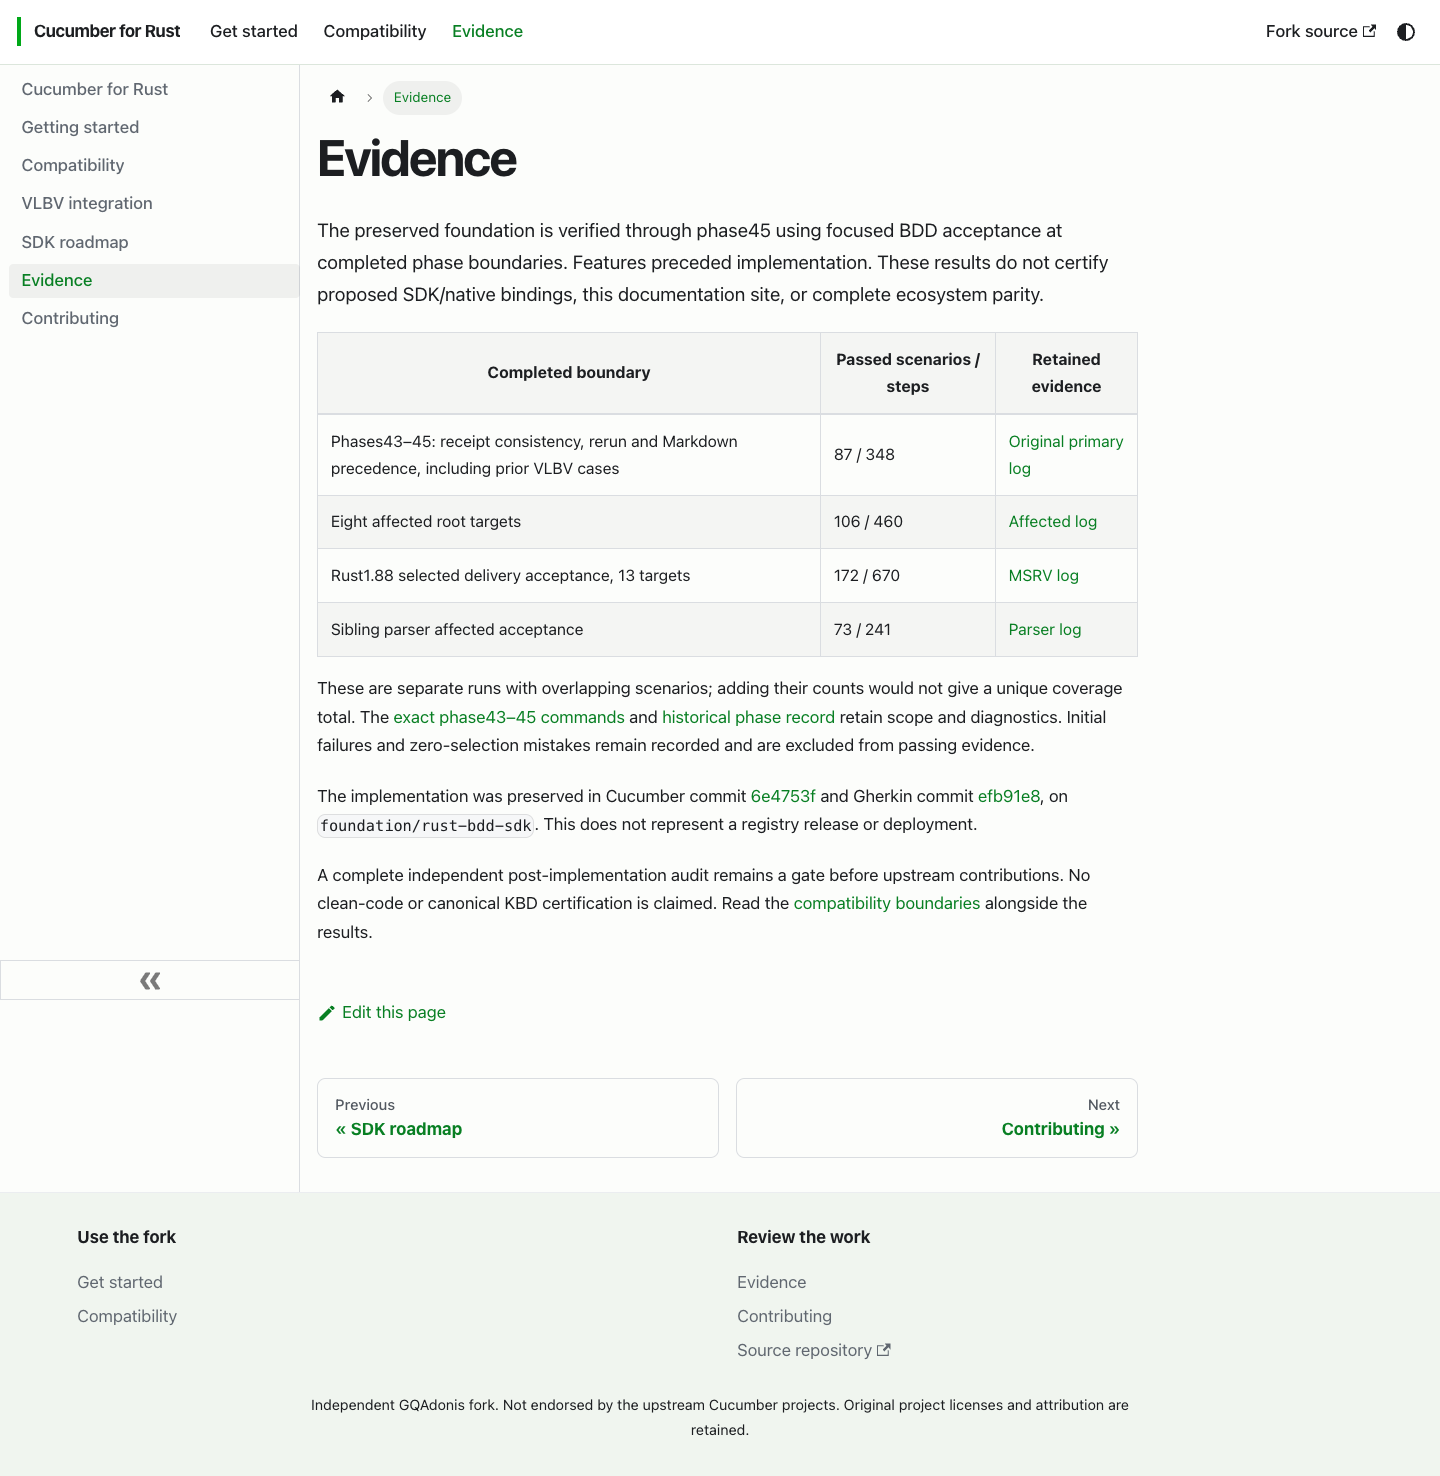 Cucumber for Rust
Get started
Compatibility
Evidence
Fork source
Cucumber for Rust
Getting started
Compatibility
VLBV integration
SDK roadmap
Evidence
Contributing
Evidence
Evidence
The preserved foundation is verified through phase45 using focused BDD acceptance at
completed phase boundaries. Features preceded implementation. These results do not certify
proposed SDK/native bindings, this documentation site, or complete ecosystem parity.
Completed boundary
Passed scenarios /
steps
Retained
evidence
Phases43–45: receipt consistency, rerun and Markdown
precedence, including prior VLBV cases
87 / 348
Original primary
log
Eight affected root targets
106 / 460
Affected log
Rust1.88 selected delivery acceptance, 13 targets
172 / 670
MSRV log
Sibling parser affected acceptance
73 / 241
Parser log
These are separate runs with overlapping scenarios; adding their counts would not give a unique coverage
total. The exact phase43–45 commands and historical phase record retain scope and diagnostics. Initial
failures and zero-selection mistakes remain recorded and are excluded from passing evidence.
The implementation was preserved in Cucumber commit 6e4753f and Gherkin commit efb91e8, on
foundation/rust-bdd-sdk. This does not represent a registry release or deployment.
A complete independent post-implementation audit remains a gate before upstream contributions. No
clean-code or canonical KBD certification is claimed. Read the compatibility boundaries alongside the
results.
«
Edit this page
Previous
« SDK roadmap
Next
Contributing »
Use the fork
Get started
Compatibility
Review the work
Evidence
Contributing
Source repository
Independent GQAdonis fork. Not endorsed by the upstream Cucumber projects. Original project licenses and attribution are
retained.